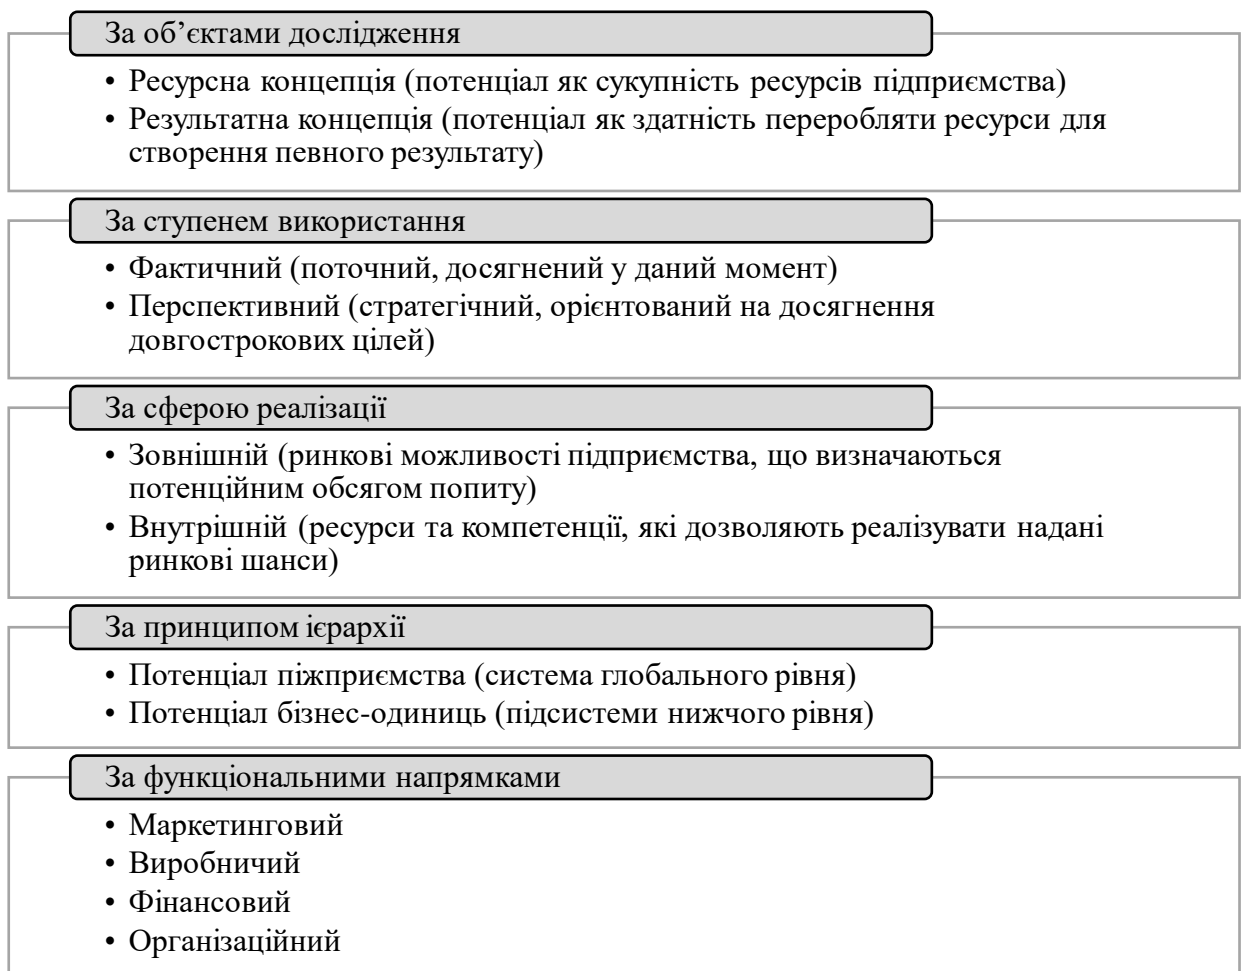 За об’єктами дослідження
• Ресурсна концепція (потенціал як сукупність ресурсів підприємства)
• Результатна концепція (потенціал як здатність переробляти ресурси для
створення певного результату)
За ступенем використання
• Фактичний (поточний, досягнений у даний момент)
• Перспективний (стратегічний, орієнтований на досягнення
довгострокових цілей)
За сферою реалізації
• Зовнішній (ринкові можливості підприємства, що визначаються
потенційним обсягом попиту)
• Внутрішній (ресурси та компетенції, які дозволяють реалізувати надані
ринкові шанси)
За принципом ієрархії
• Потенціал піжприємства (система глобального рівня)
• Потенціал бізнес-одиниць (підсистеми нижчого рівня)
За функціональними напрямками
• Маркетинговий
• Виробничий
• Фінансовий
• Організаційний